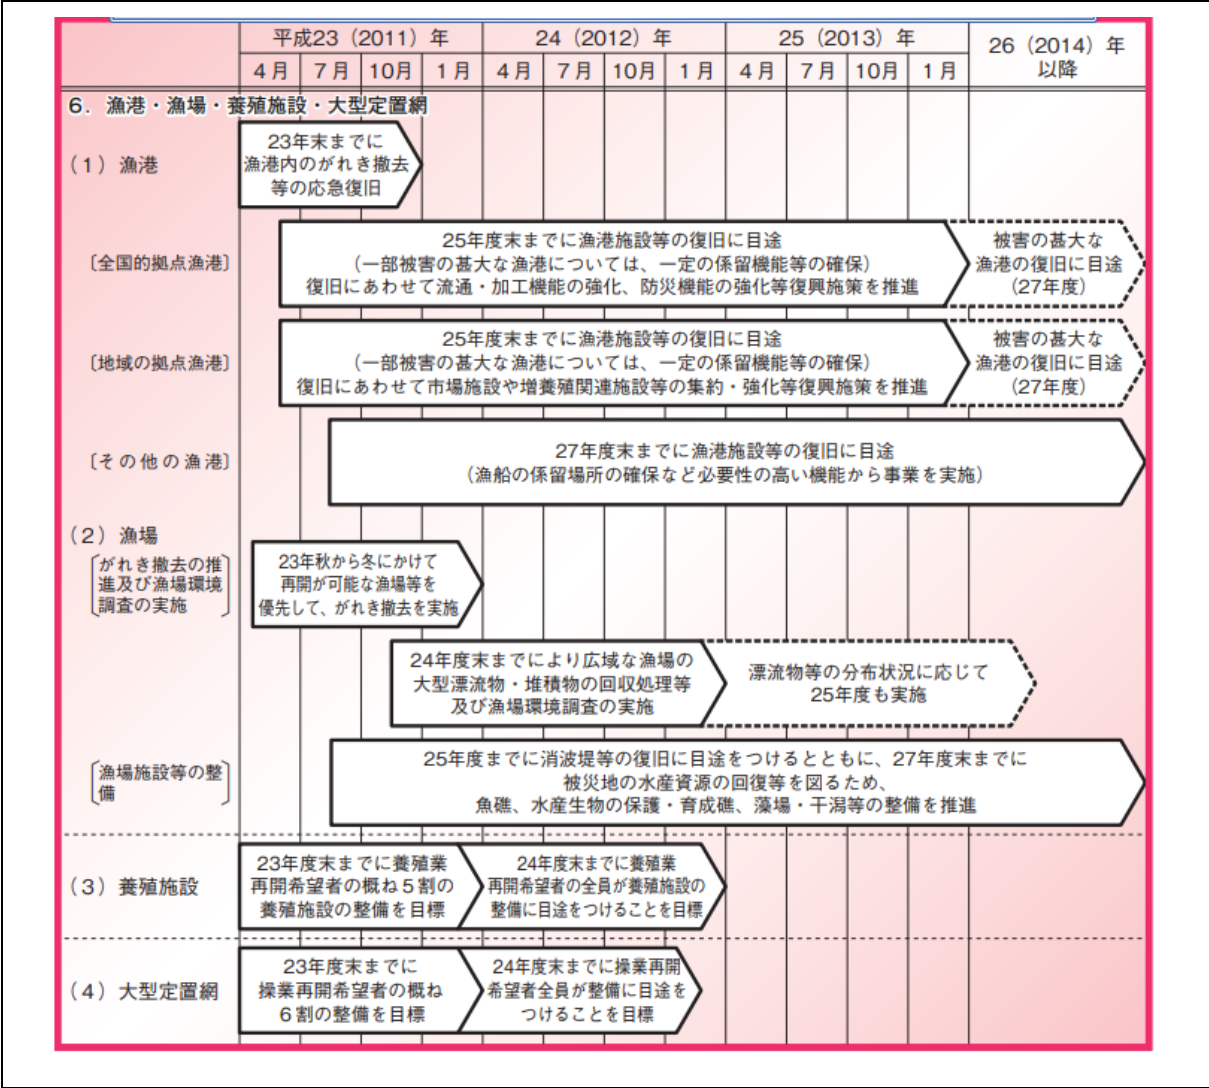 平成23（2011）年
24（2012）年
25（2013）年
26（2014）年
以降
4月
7月
10月
1月
4月
7月
10月
1月
4月
7月
10月
1月
6．漁港・漁場・養殖施設・大型定置網
（1）漁港
23年末までに
漁港内のがれき撤去
等の応急復旧
〔全国的拠点漁港〕
25年度末までに漁港施設等の復旧に目途
（一部被害の甚大な漁港については、一定の係留機能等の確保）
復旧にあわせて流通・加工機能の強化、防災機能の強化等復興施策を推進
被害の甚大な
漁港の復旧に目途
（27年度）
〔地域の拠点漁港〕
25年度末までに漁港施設等の復旧に目途
（一部被害の甚大な漁港については、一定の係留機能等の確保）
復旧にあわせて市場施設や増養殖関連施設等の集約・強化等復興施策を推進
被害の甚大な
漁港の復旧に目途
（27年度）
〔その他の漁港〕
27年度末までに漁港施設等の復旧に目途
（漁船の係留場所の確保など必要性の高い機能から事業を実施）
（2）漁場
がれき撤去の推
進及び漁場環境
調査の実施
23年秋から冬にかけて
再開が可能な漁場等を
優先して、がれき撤去を実施
24年度末までにより広域な漁場の
大型漂流物・堆積物の回収処理等
及び漁場環境調査の実施
漂流物等の分布状況に応じて
25年度も実施
漁場施設等の整
備
25年度までに消波堤等の復旧に目途をつけるとともに、27年度末までに
被災地の水産資源の回復等を図るため、
魚礁、水産生物の保護・育成礁、藻場・干潟等の整備を推進
（3）養殖施設
23年度末までに養殖業
再開希望者の概ね5割の
養殖施設の整備を目標
24年度末までに養殖業
再開希望者の全員が養殖施設の
整備に目途をつけることを目標
（4）大型定置網
23年度末までに
操業再開希望者の概ね
6割の整備を目標
24年度末までに操業再開
希望者全員が整備に目途を
つけることを目標